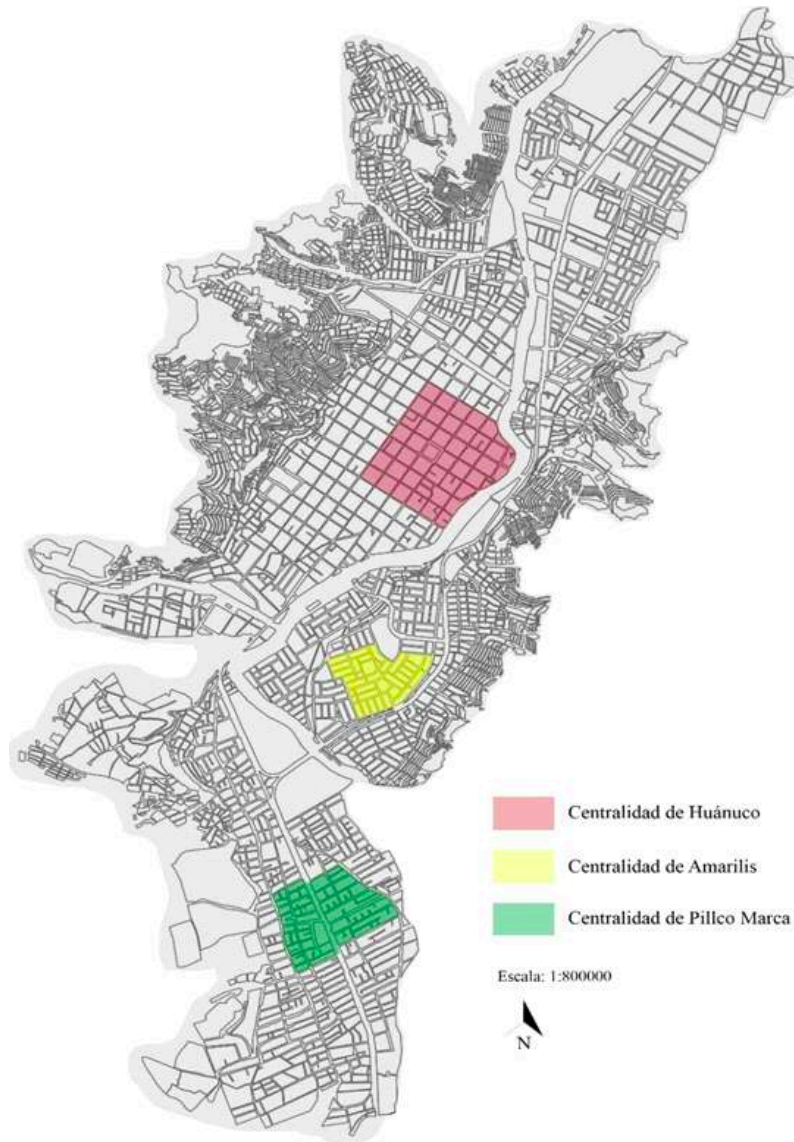 Centralidad de Huánuco
Centralidad de Amarilis
Centralidad de Pillco Marca
Escala: 1:800000
N